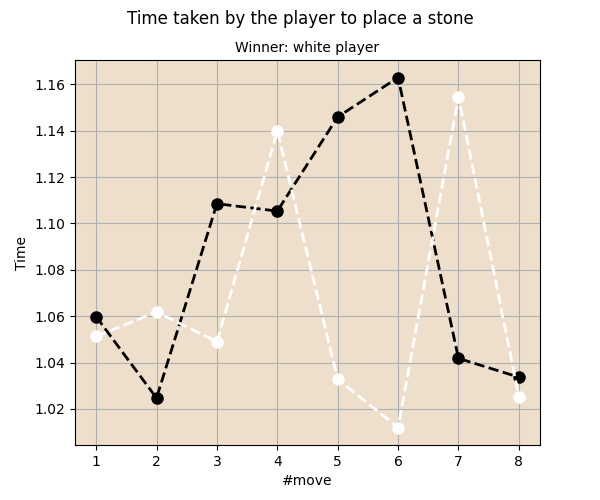 Time taken by the player to place a stone
Winner: white player
1.16
1.14
1.12
1.10
1.08
1.06
1.04
1.02
Time
1 2 3 4 5 6 7 8
#move